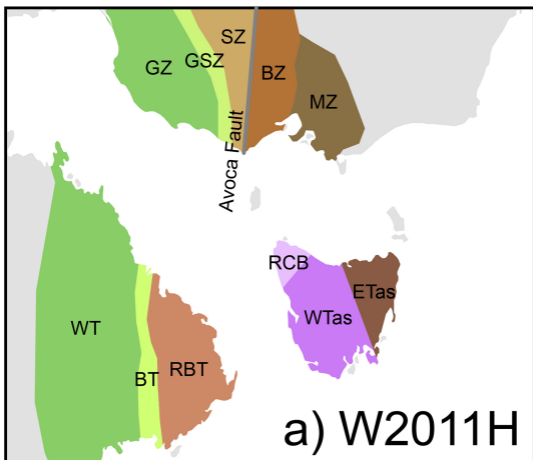 SZ
GZ
GSZ
BZ
MZ
Avoca Fault
RCB
ETas
WTas
WT
RBT
BT
a) W2011H